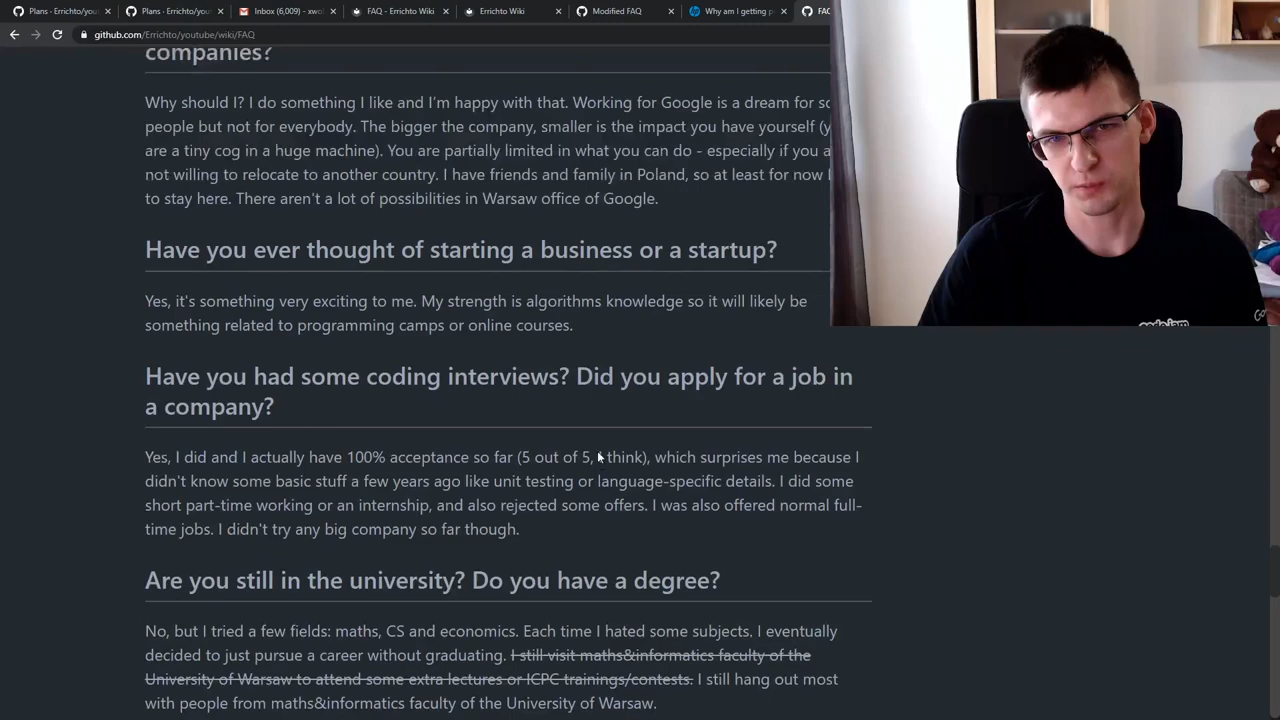 Plans · Errichto/you
Plans · Errichto/you
Inbox (6,009) - xwci
FAQ - Errichto Wiki
Errichto Wiki
Modified FAQ
Why am I getting p
FAQ
github.com/Errichto/youtube/wiki/FAQ
companies?
Why should I? I do something I like and I'm happy with that. Working for Google is a dream for so
people but not for everybody. The bigger the company, smaller is the impact you have yourself (y
are a tiny cog in a huge machine). You are partially limited in what you can do - especially if you a
not willing to relocate to another country. I have friends and family in Poland, so at least for now I
to stay here. There aren't a lot of possibilities in Warsaw office of Google.
Have you ever thought of starting a business or a startup?
Yes, it's something very exciting to me. My strength is algorithms knowledge so it will likely be
something related to programming camps or online courses.
Have you had some coding interviews? Did you apply for a job in
a company?
Yes, I did and I actually have 100% acceptance so far (5 out of 5, I think), which surprises me because I
didn't know some basic stuff a few years ago like unit testing or language-specific details. I did some
short part-time working or an internship, and also rejected some offers. I was also offered normal full-
time jobs. I didn't try any big company so far though.
Are you still in the university? Do you have a degree?
No, but I tried a few fields: maths, CS and economics. Each time I hated some subjects. I eventually
decided to just pursue a career without graduating. I still visit maths&informatics faculty of the
University of Warsaw to attend some extra lectures or ICPC trainings/contests. I still hang out most
with people from maths&informatics faculty of the University of Warsaw.